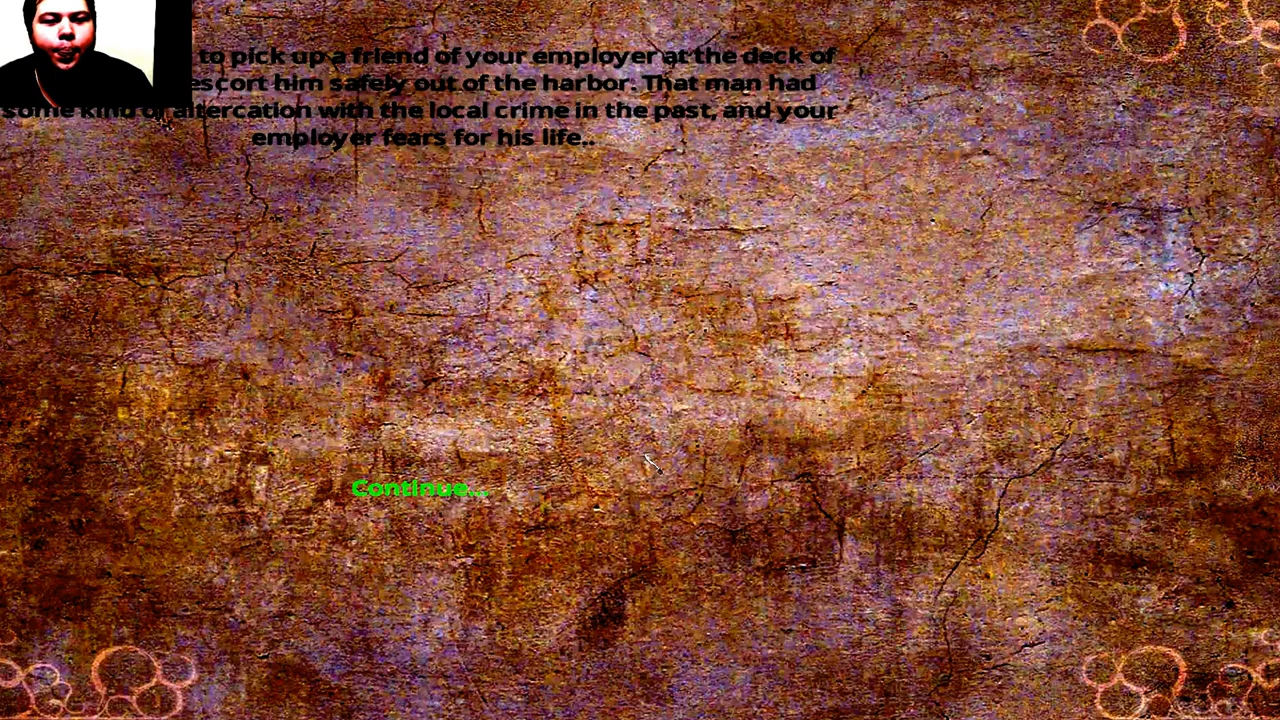 to pick up a friend of your employer at the deck of
escort him safely out of the harbor. That man had
some kind of altercation with the local crime in the past, and your
employer fears for his life..
Continue...